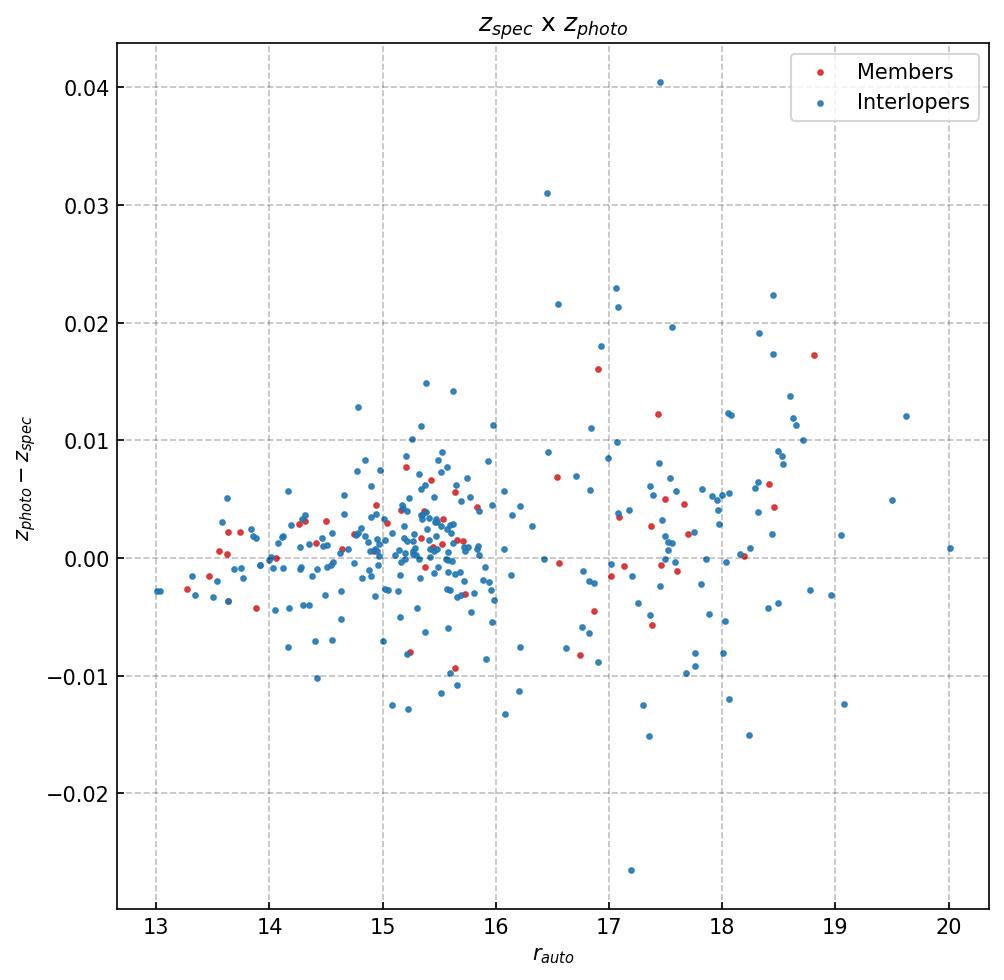 z_spec x z_photo
Members
Interlopers
0.04
0.03
0.02
0.01
0.00
−0.01
−0.02
z_photo − z_spec
13 14 15 16 17 18 19 20
r_auto